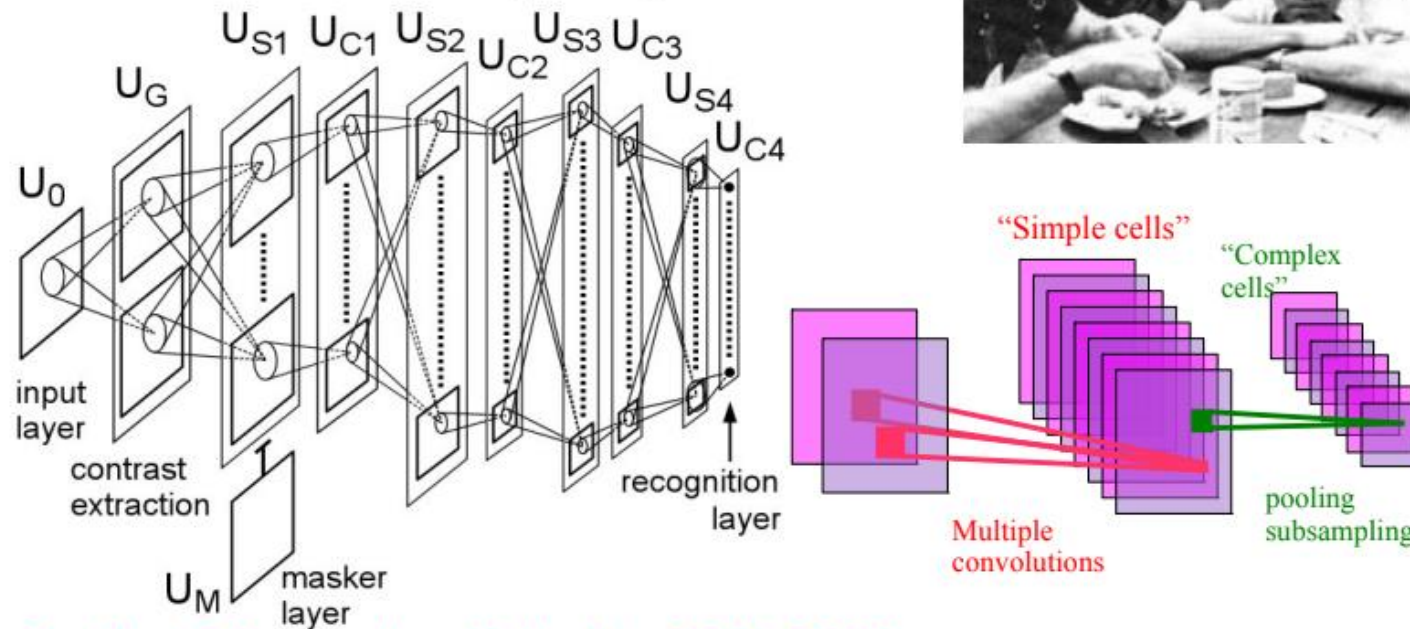 U_S1 U_C1 U_S2 U_C2 U_S3 U_C3
U_S4
U_G
U_C4
U_0
input
layer
contrast
extraction
U_M
masker
layer
recognition
layer
“Simple cells”
“Complex
cells”
Multiple
convolutions
pooling
subsampling